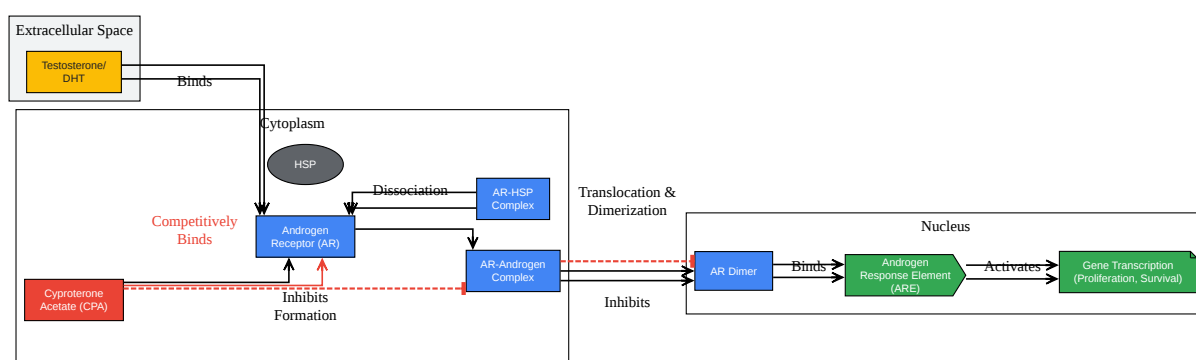 Extracellular Space
Testosterone/
DHT
Binds
Cytoplasm
HSP
Dissociation
AR-HSP
Complex
Translocation &
Dimerization
Competitively
Binds
Androgen
Receptor (AR)
Nucleus
AR-Androgen
Complex
AR Dimer
Binds
Androgen
Response Element
(ARE)
Activates
Gene Transcription
(Proliferation, Survival)
Cyproterone
Acetate (CPA)
Inhibits
Formation
Inhibits